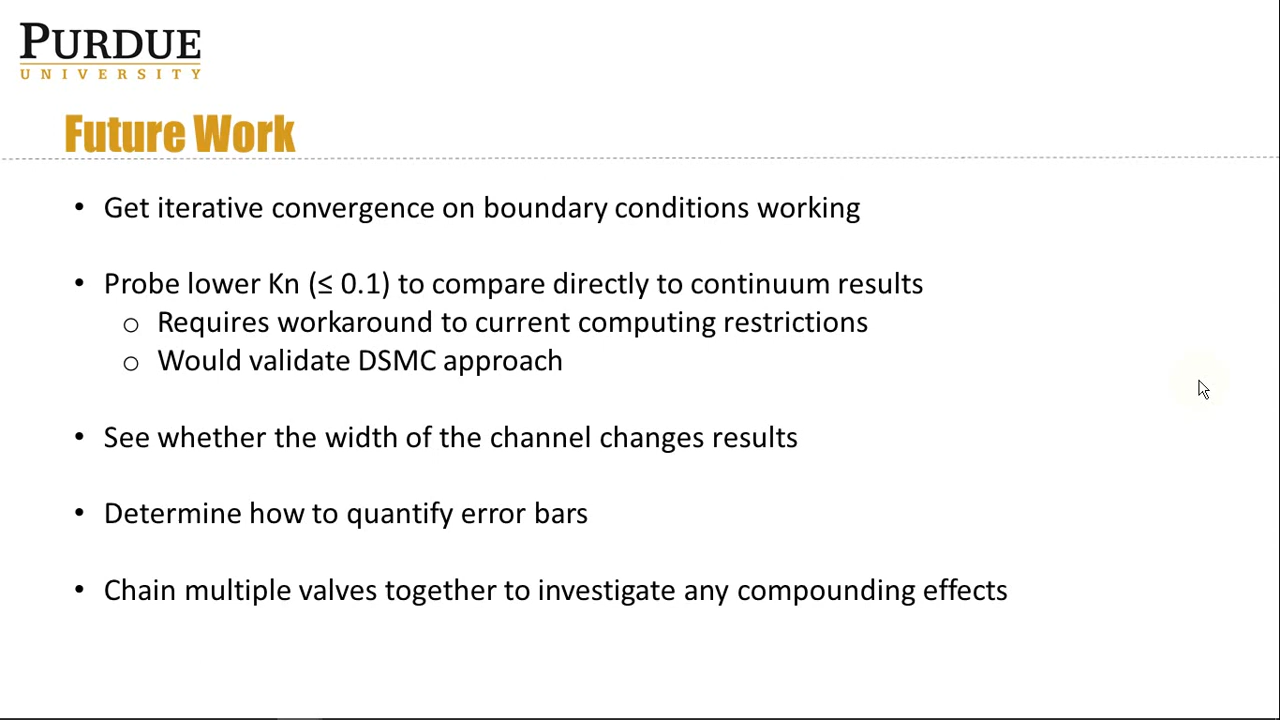 PURDUE
UNIVERSITY
Future Work
• Get iterative convergence on boundary conditions working
• Probe lower Kn (≤ 0.1) to compare directly to continuum results
o Requires workaround to current computing restrictions
o Would validate DSMC approach
• See whether the width of the channel changes results
• Determine how to quantify error bars
• Chain multiple valves together to investigate any compounding effects